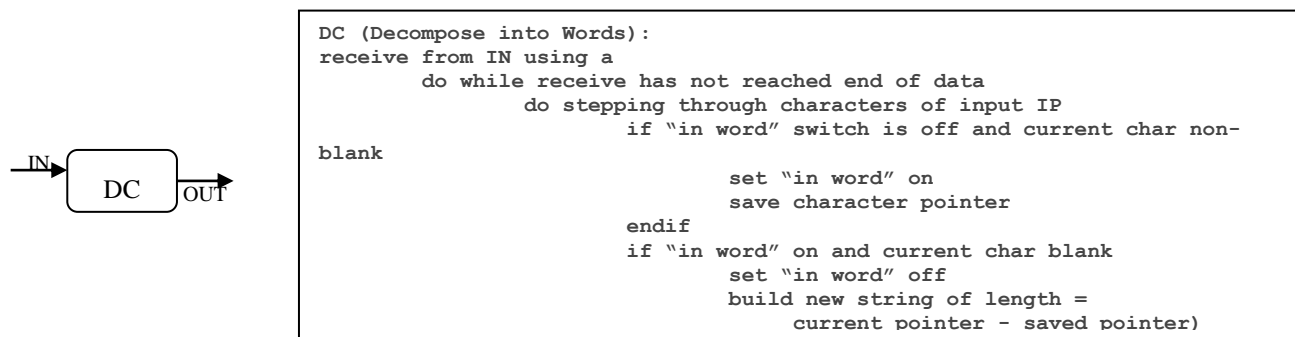 IN
DC
OUT
DC (Decompose into Words):
receive from IN using a
do while receive has not reached end of data
do stepping through characters of input IP
if “in word” switch is off and current char non-
blank
set “in word” on
save character pointer
endif
if “in word” on and current char blank
set “in word” off
build new string of length =
current pointer - saved pointer)